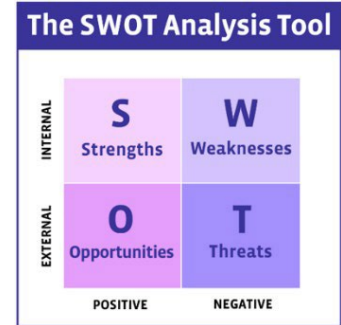 The SWOT Analysis Tool
INTERNAL
S
Strengths
W
Weaknesses
EXTERNAL
O
Opportunities
T
Threats
POSITIVE
NEGATIVE